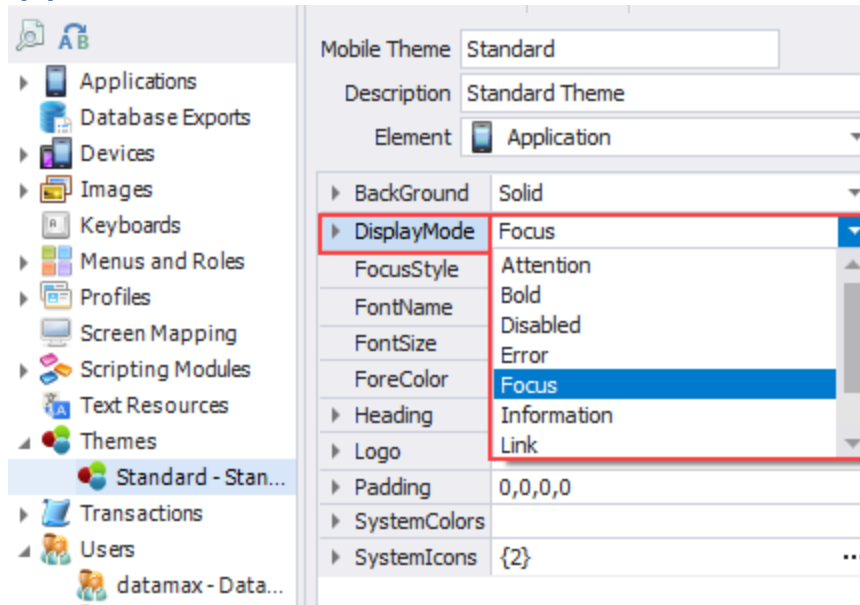 AB
Applications
Database Exports
Devices
Images
Keyboards
Menus and Roles
Profiles
Screen Mapping
Scripting Modules
Text Resources
Themes
Standard - Stan...
Transactions
Users
datamax - Data...
Mobile Theme Standard
Description Standard Theme
Element Application
BackGround Solid
DisplayMode Focus
FocusStyle
FontName
FontSize
ForeColor
Heading
Logo
Attention
Bold
Disabled
Error
Focus
Information
Link
Padding 0,0,0,0
SystemColors
SystemIcons {2} ...